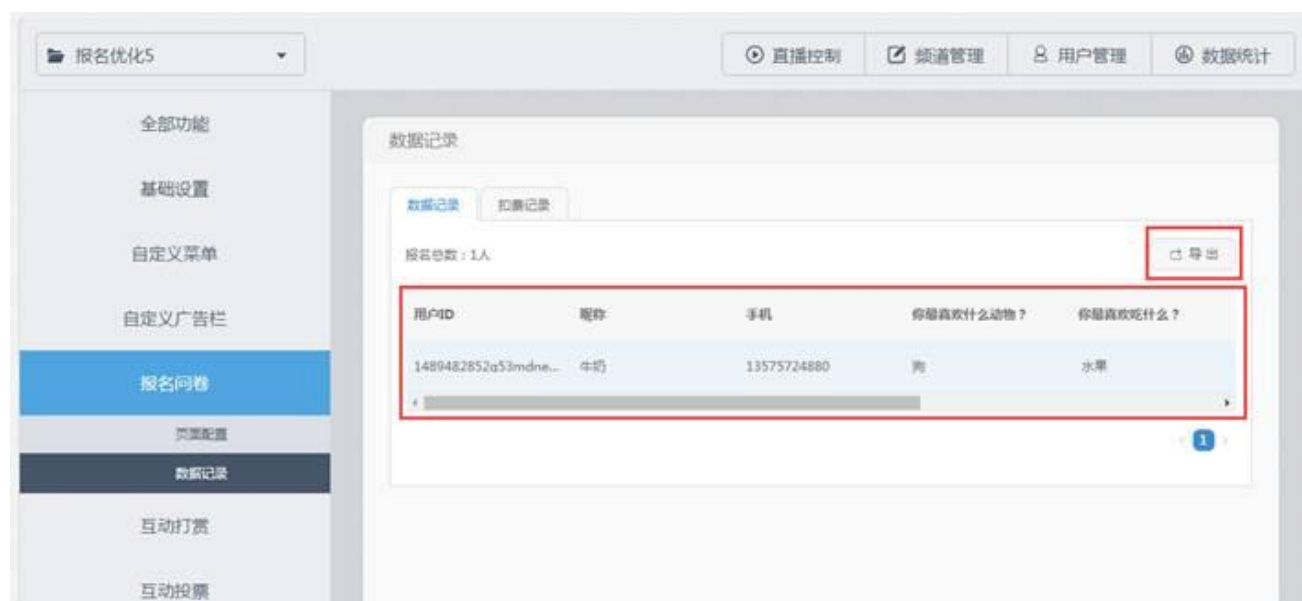 报名优化5
直播控制 频道管理 用户管理 数据统计
全部功能
基础设置
自定义菜单
自定义广告栏
报名问卷
页面配置
数据记录
互动打赏
互动投票
数据记录
数据记录 扣费记录
报名总数：1人
导出
用户ID 昵称 手机 你最喜欢什么动物？ 你最喜欢吃什么？
1489482852a53mdne... 牛奶 13575724880 狗 水果
1